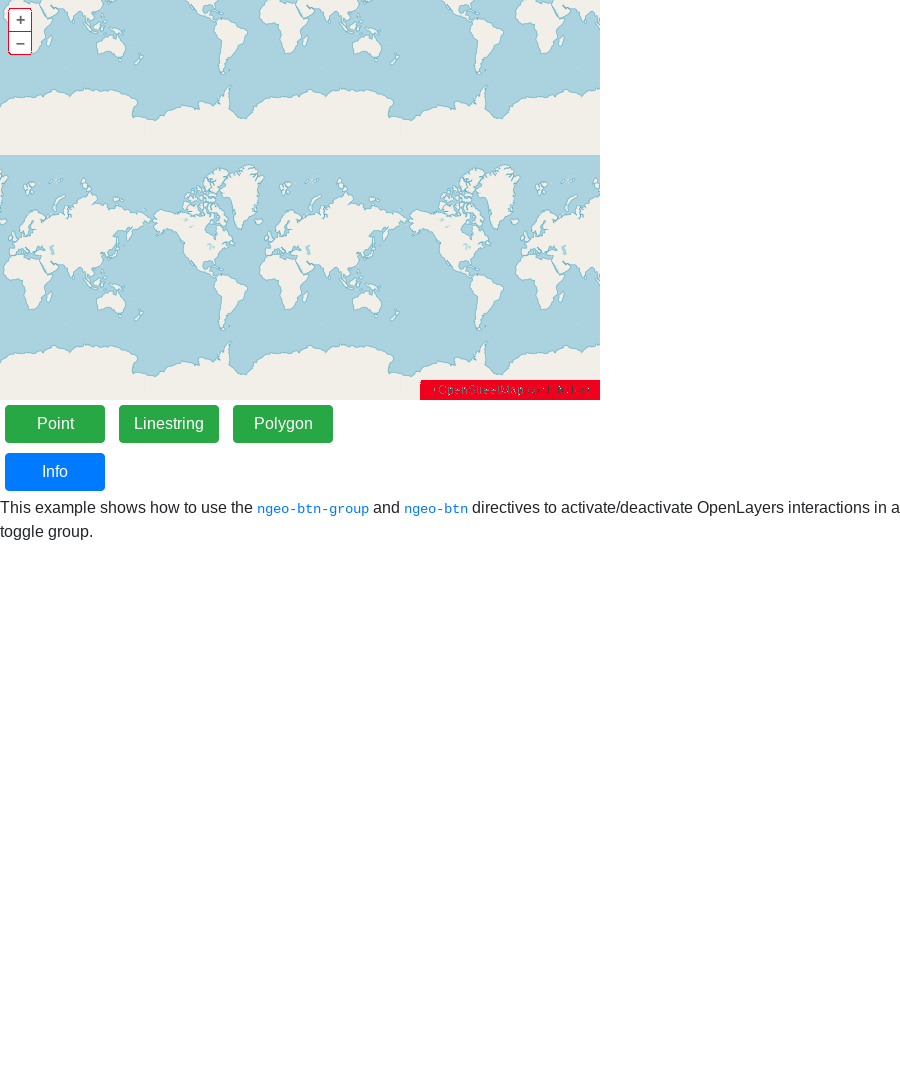 +
–
OpenStreetMap
Point Linestring Polygon
Info
This example shows how to use the ngeo-btn-group and ngeo-btn directives to activate/deactivate OpenLayers interactions in a
toggle group.